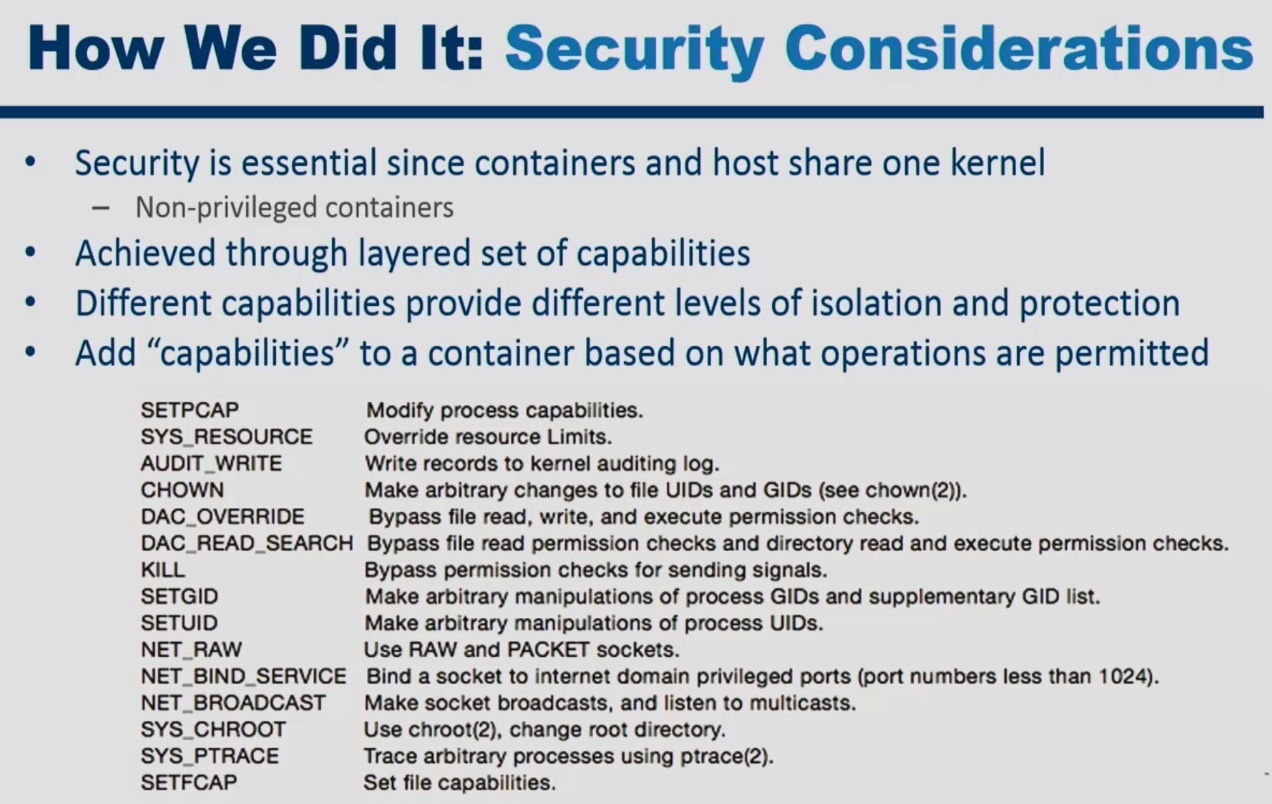 How We Did It: Security Considerations
• Security is essential since containers and host share one kernel
– Non-privileged containers
• Achieved through layered set of capabilities
• Different capabilities provide different levels of isolation and protection
• Add “capabilities” to a container based on what operations are permitted
SETPCAP Modify process capabilities.
SYS_RESOURCE Override resource Limits.
AUDIT_WRITE Write records to kernel auditing log.
CHOWN Make arbitrary changes to file UIDs and GIDs (see chown(2)).
DAC_OVERRIDE Bypass file read, write, and execute permission checks.
DAC_READ_SEARCH Bypass file read permission checks and directory read and execute permission checks.
KILL Bypass permission checks for sending signals.
SETGID Make arbitrary manipulations of process GIDs and supplementary GID list.
SETUID Make arbitrary manipulations of process UIDs.
NET_RAW Use RAW and PACKET sockets.
NET_BIND_SERVICE Bind a socket to internet domain privileged ports (port numbers less than 1024).
NET_BROADCAST Make socket broadcasts, and listen to multicasts.
SYS_CHROOT Use chroot(2), change root directory.
SYS_PTRACE Trace arbitrary processes using ptrace(2).
SETFCAP Set file capabilities.